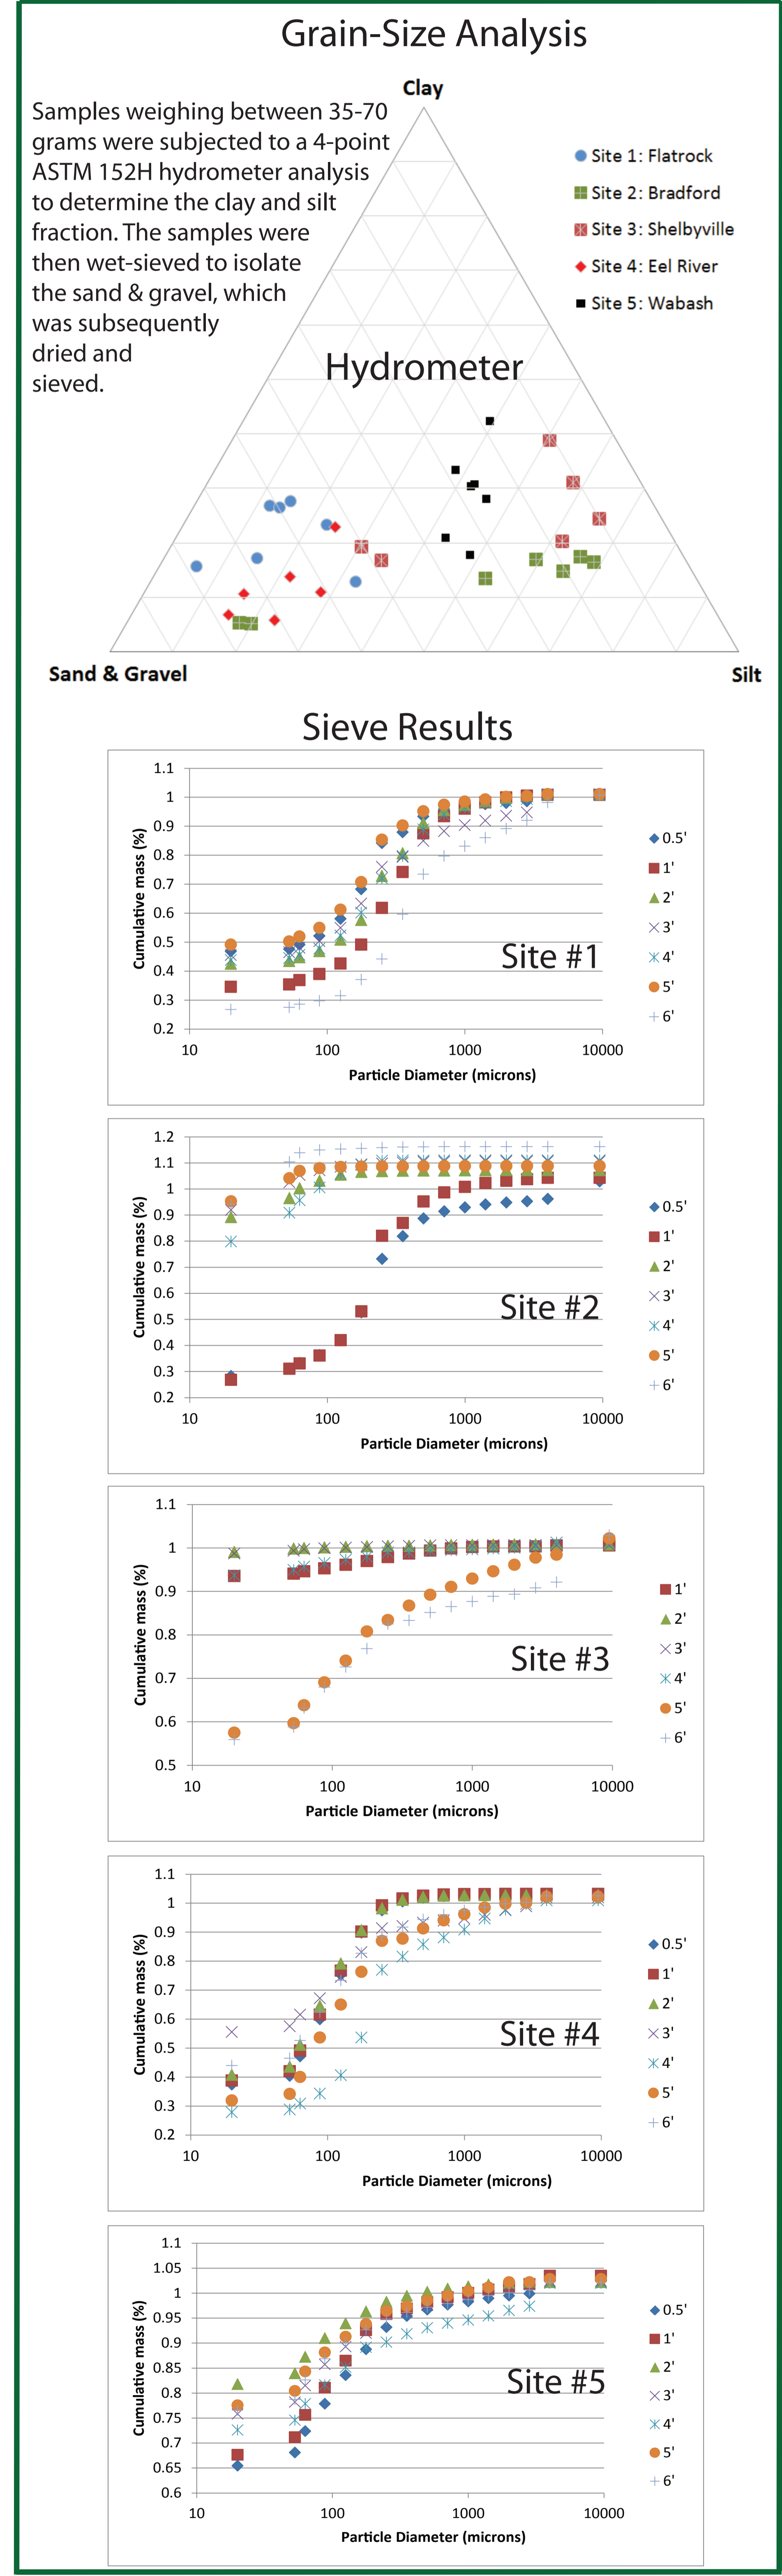 Grain-Size Analysis
Clay
Samples weighing between 35-70
grams were subjected to a 4-point
ASTM 152H hydrometer analysis
to determine the clay and silt
fraction. The samples were
then wet-sieved to isolate
the sand & gravel, which
was subsequently
dried and
sieved.
Site 1: Flatrock
Site 2: Bradford
Site 3: Shelbyville
Site 4: Eel River
Site 5: Wabash
Hydrometer
Sand & Gravel
Silt
Sieve Results
1.1
1
0.9
0.8
0.7
0.6
0.5
0.4
0.3
0.2
Cumulative mass (%)
10 100 1000 10000
Particle Diameter (microns)
Site #1
0.5'
1'
2'
3'
4'
5'
6'
1.2
1.1
1
0.9
0.8
0.7
0.6
0.5
0.4
0.3
0.2
Cumulative mass (%)
10 100 1000 10000
Particle Diameter (microns)
Site #2
0.5'
1'
2'
3'
4'
5'
6'
1.1
1
0.9
0.8
0.7
0.6
0.5
Cumulative mass (%)
10 100 1000 10000
Particle Diameter (microns)
Site #3
1'
2'
3'
4'
5'
6'
1.1
1
0.9
0.8
0.7
0.6
0.5
0.4
0.3
0.2
Cumulative mass (%)
10 100 1000 10000
Particle Diameter (microns)
Site #4
0.5'
1'
2'
3'
4'
5'
6'
1.1
1.05
1
0.95
0.9
0.85
0.8
0.75
0.7
0.65
0.6
Cumulative mass (%)
10 100 1000 10000
Particle Diameter (microns)
Site #5
0.5'
1'
2'
3'
4'
5'
6'